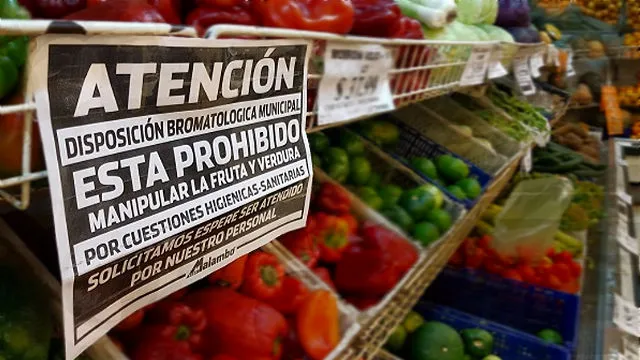 ATENCIÓN
DISPOSICIÓN BROMATOLOGICA MUNICIPAL
ESTA PROHIBIDO
MANIPULAR LA FRUTA Y VERDURA
POR CUESTIONES HIGIENICAS-SANITARIAS
SOLICITAMOS ESPERE SER ATENDIDO
POR NUESTRO PERSONAL
Malambo